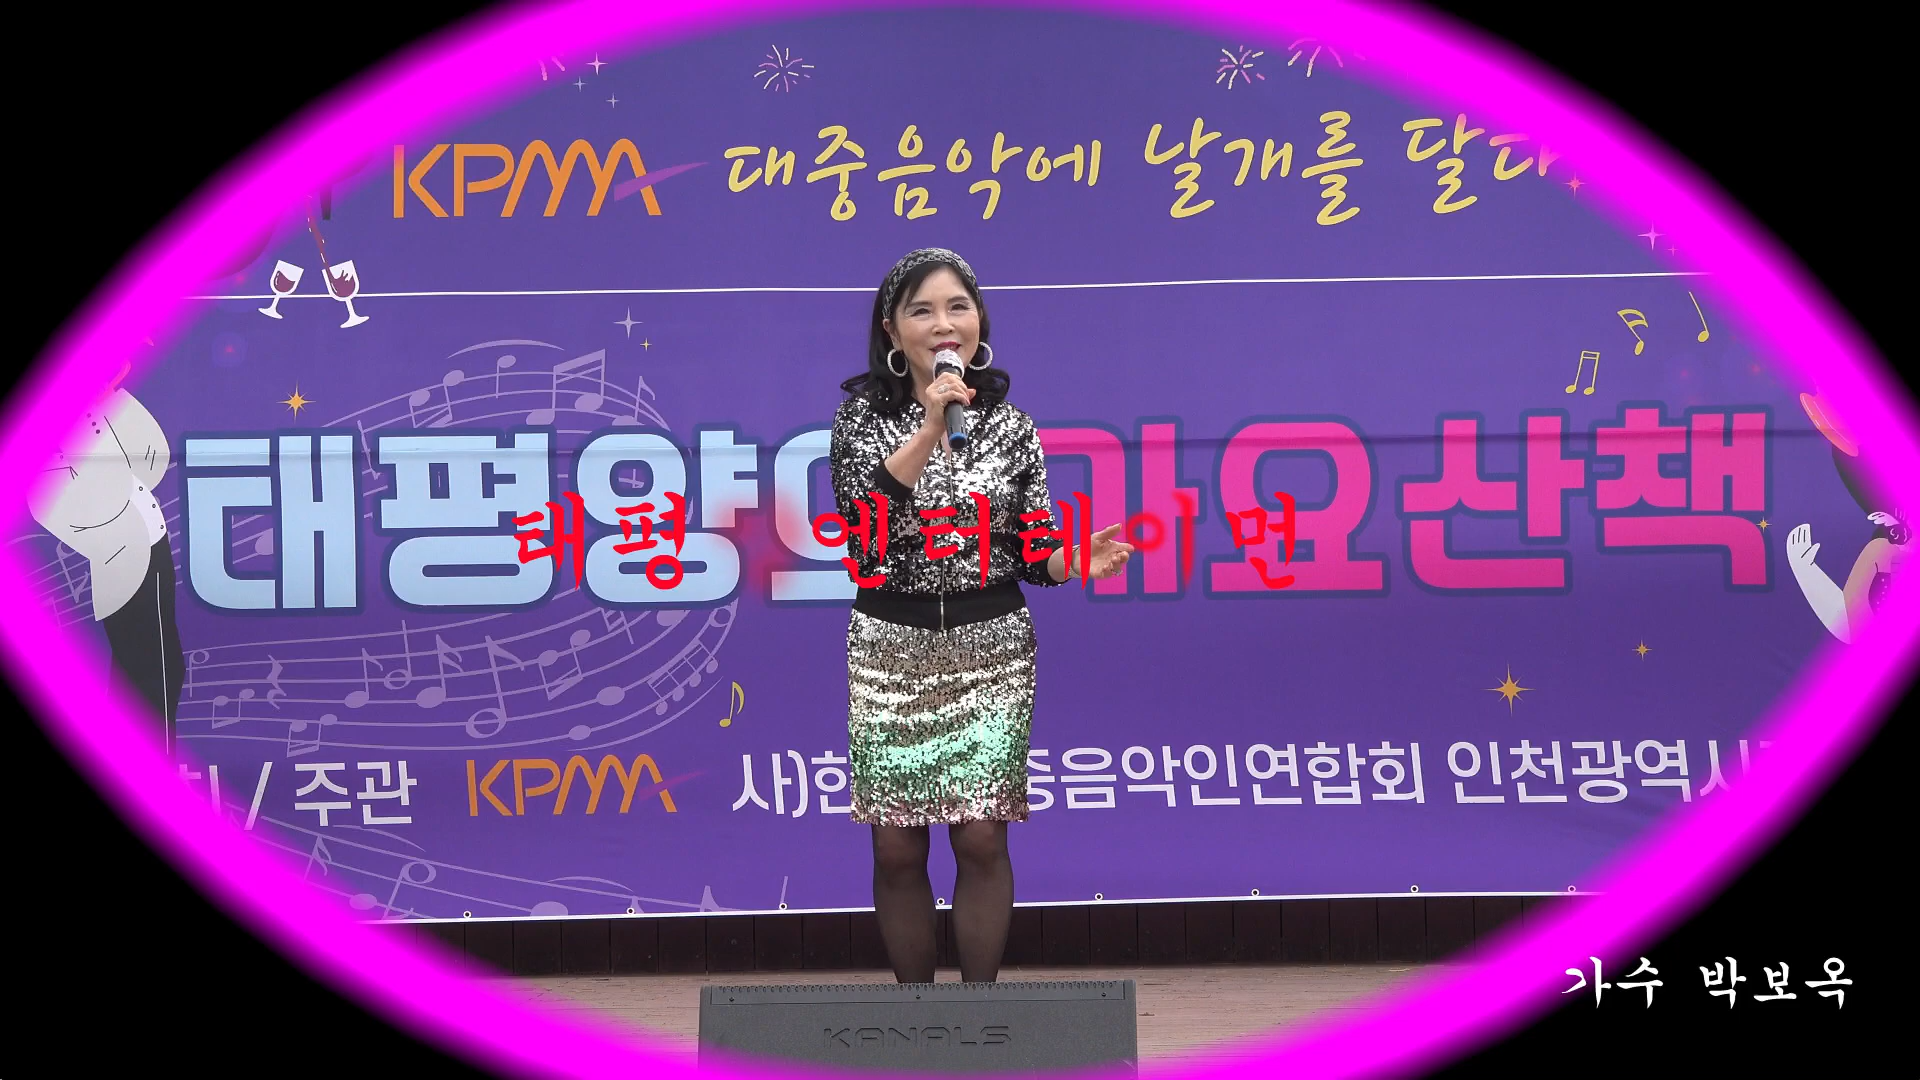 KPMA 대중음악에 날개를 달다
태평양의 가요산책
태평 엔터테이먼
/ 주관 KPMA 사)한 중음악인연합회 인천광역시
KANALS
가수 박보옥